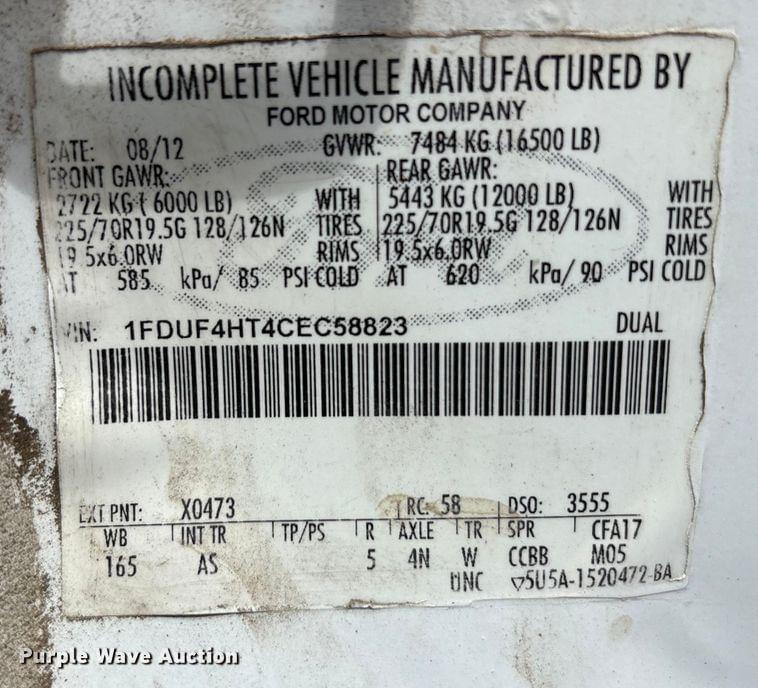 INCOMPLETE VEHICLE MANUFACTURED BY
FORD MOTOR COMPANY
DATE: 08/12 GVWR: 7484 KG (16500 LB)
FRONT GAWR: REAR GAWR:
2722 KG ( 6000 LB) WITH 5443 KG (12000 LB) WITH
225/70R19.5G 128/126N TIRES 225/70R19.5G 128/126N TIRES
19.5x6.0RW RIMS 19.5x6.0RW RIMS
AT 585 kPa/ 85 PSI COLD AT 620 kPa/ 90 PSI COLD
VIN: 1FDUF4HT4CEC58823 DUAL
EXT PNT: X0473 RC: 58 DSO: 3555
WB INT TR TP/PS R AXLE TR SPR CFA17
165 AS 5 4N W CCBB M05
UNC ▽5U5A-1520472-BA
Purple Wave Auction